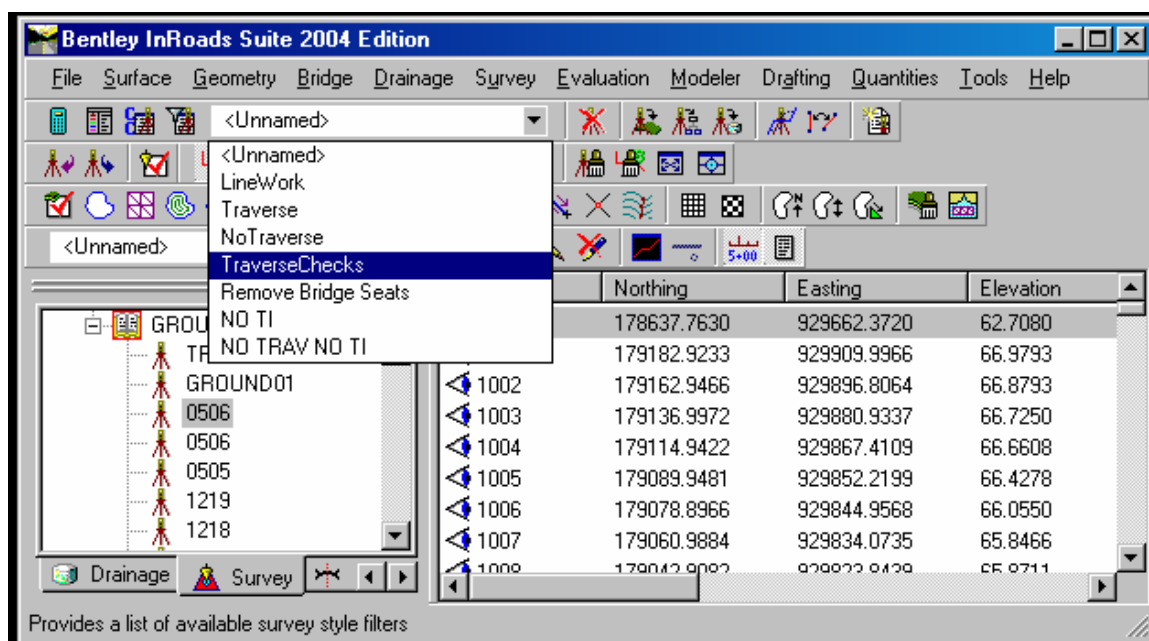 Bentley InRoads Suite 2004 Edition
File Surface Geometry Bridge Drainage Survey Evaluation Modeler Drafting Quantities Tools Help
<Unnamed>
<Unnamed>
LineWork
Traverse
NoTraverse
TraverseChecks
Remove Bridge Seats
NO TI
NO TRAV NO TI
<Unnamed>
5+00
Northing Easting Elevation
GROU
178637.7630 929662.3720 62.7080
179182.9233 929909.9966 66.9793
GROUND01
1002 179162.9466 929896.8064 66.8793
0506
1003 179136.9972 929880.9337 66.7250
0506
1004 179114.9422 929867.4109 66.6608
0505
1005 179089.9481 929852.2199 66.4278
1219
1006 179078.8966 929844.9568 66.0550
1218
1007 179060.9884 929834.0735 65.8466
Drainage Survey
Provides a list of available survey style filters